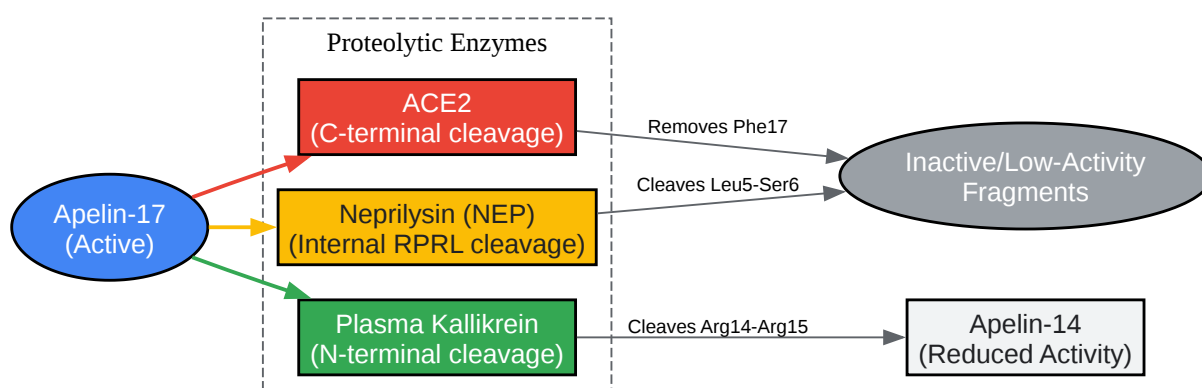 Proteolytic Enzymes
ACE2
(C-terminal cleavage)
Removes Phe17
Inactive/Low-Activity
Fragments
Apelin-17
(Active)
Neprilysin (NEP)
(Internal RPRL cleavage)
Cleaves Leu5-Ser6
Plasma Kallikrein
(N-terminal cleavage)
Cleaves Arg14-Arg15
Apelin-14
(Reduced Activity)